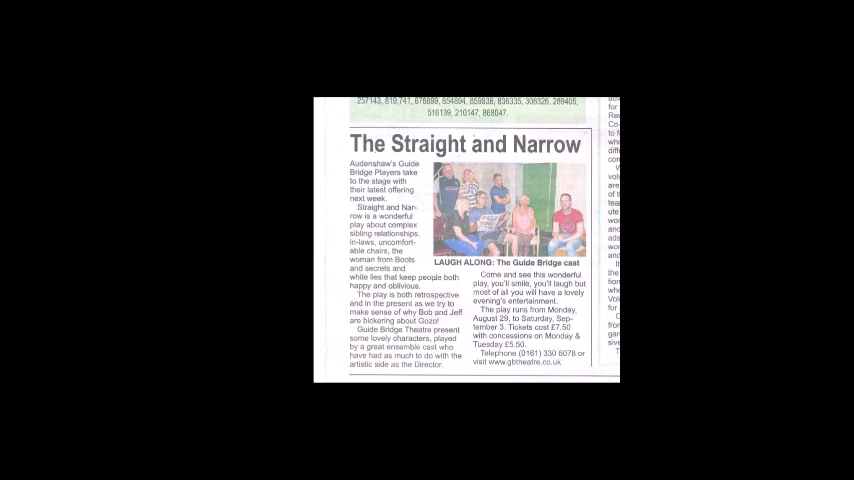 257143, 819,741, 676899, 654894, 859936, 836335, 308326, 289405,
516139, 210147, 868047.
The Straight and Narrow
Audenshaw's Guide
Bridge Players take
to the stage with
their latest offering
next week.
Straight and Nar-
row is a wonderful
play about complex
sibling relationships,
in-laws, uncomfort-
able chairs, the
woman from Boots
and secrets and
white lies that keep people both
happy and oblivious.
The play is both retrospective
and in the present as we try to
make sense of why Bob and Jeff
are bickering about Gozo!
Guide Bridge Theatre present
some lovely characters, played
by a great ensemble cast who
have had as much to do with the
artistic side as the Director.
LAUGH ALONG: The Guide Bridge cast
Come and see this wonderful
play, you'll smile, you'll laugh but
most of all you will have a lovely
evening's entertainment.
The play runs from Monday,
August 29, to Saturday, Sep-
tember 3. Tickets cost £7.50
with concessions on Monday &
Tuesday £5.50.
Telephone (0161) 330 8078 or
visit www.gbtheatre.co.uk